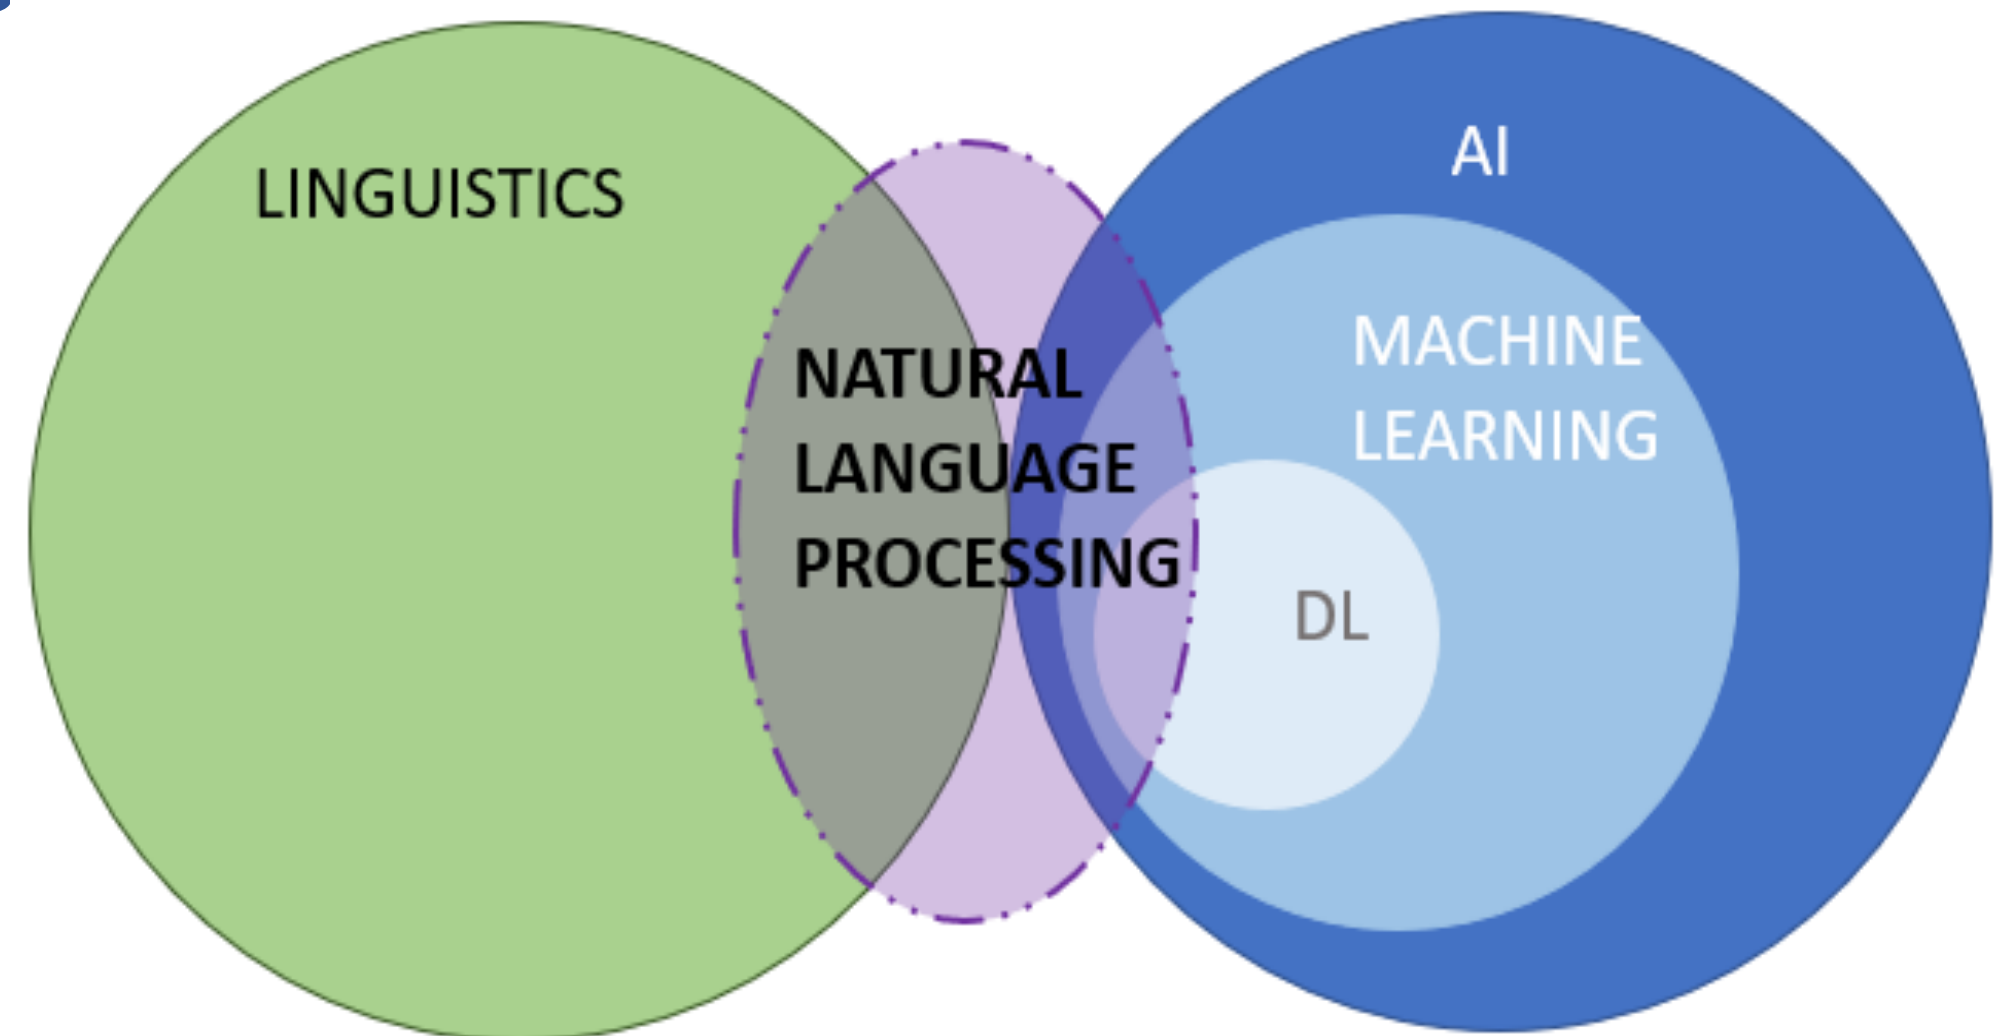 LINGUISTICS
NATURAL
LANGUAGE
PROCESSING
AI
MACHINE
LEARNING
DL